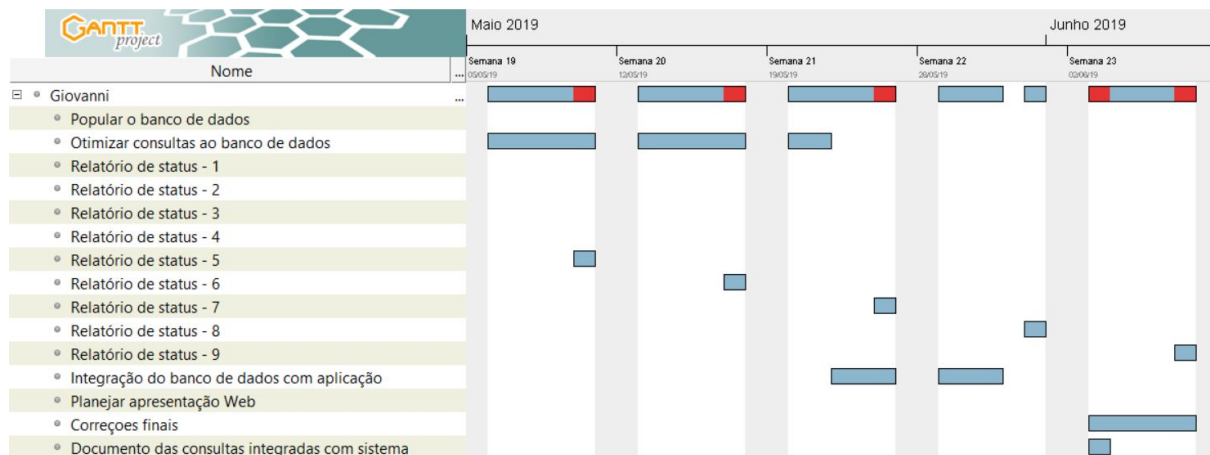 GANTT
project
Maio 2019
Junho 2019
Nome
...
Semana 19
05/05/19
Semana 20
12/05/19
Semana 21
19/05/19
Semana 22
26/05/19
Semana 23
02/06/19
Giovanni
...
Popular o banco de dados
Otimizar consultas ao banco de dados
Relatório de status - 1
Relatório de status - 2
Relatório de status - 3
Relatório de status - 4
Relatório de status - 5
Relatório de status - 6
Relatório de status - 7
Relatório de status - 8
Relatório de status - 9
Integração do banco de dados com aplicação
Planejar apresentação Web
Correçoes finais
Documento das consultas integradas com sistema